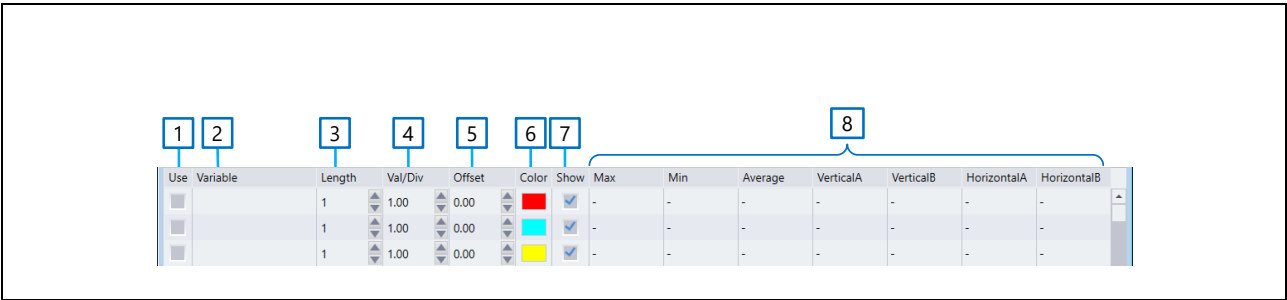 1 2 3 4 5 6 7 8
Use Variable Length Val/Div Offset Color Show Max Min Average VerticalA VerticalB HorizontalA HorizontalB
1 1.00 0.00 - - - - - - -
1 1.00 0.00 - - - - - - -
1 1.00 0.00 - - - - - - -